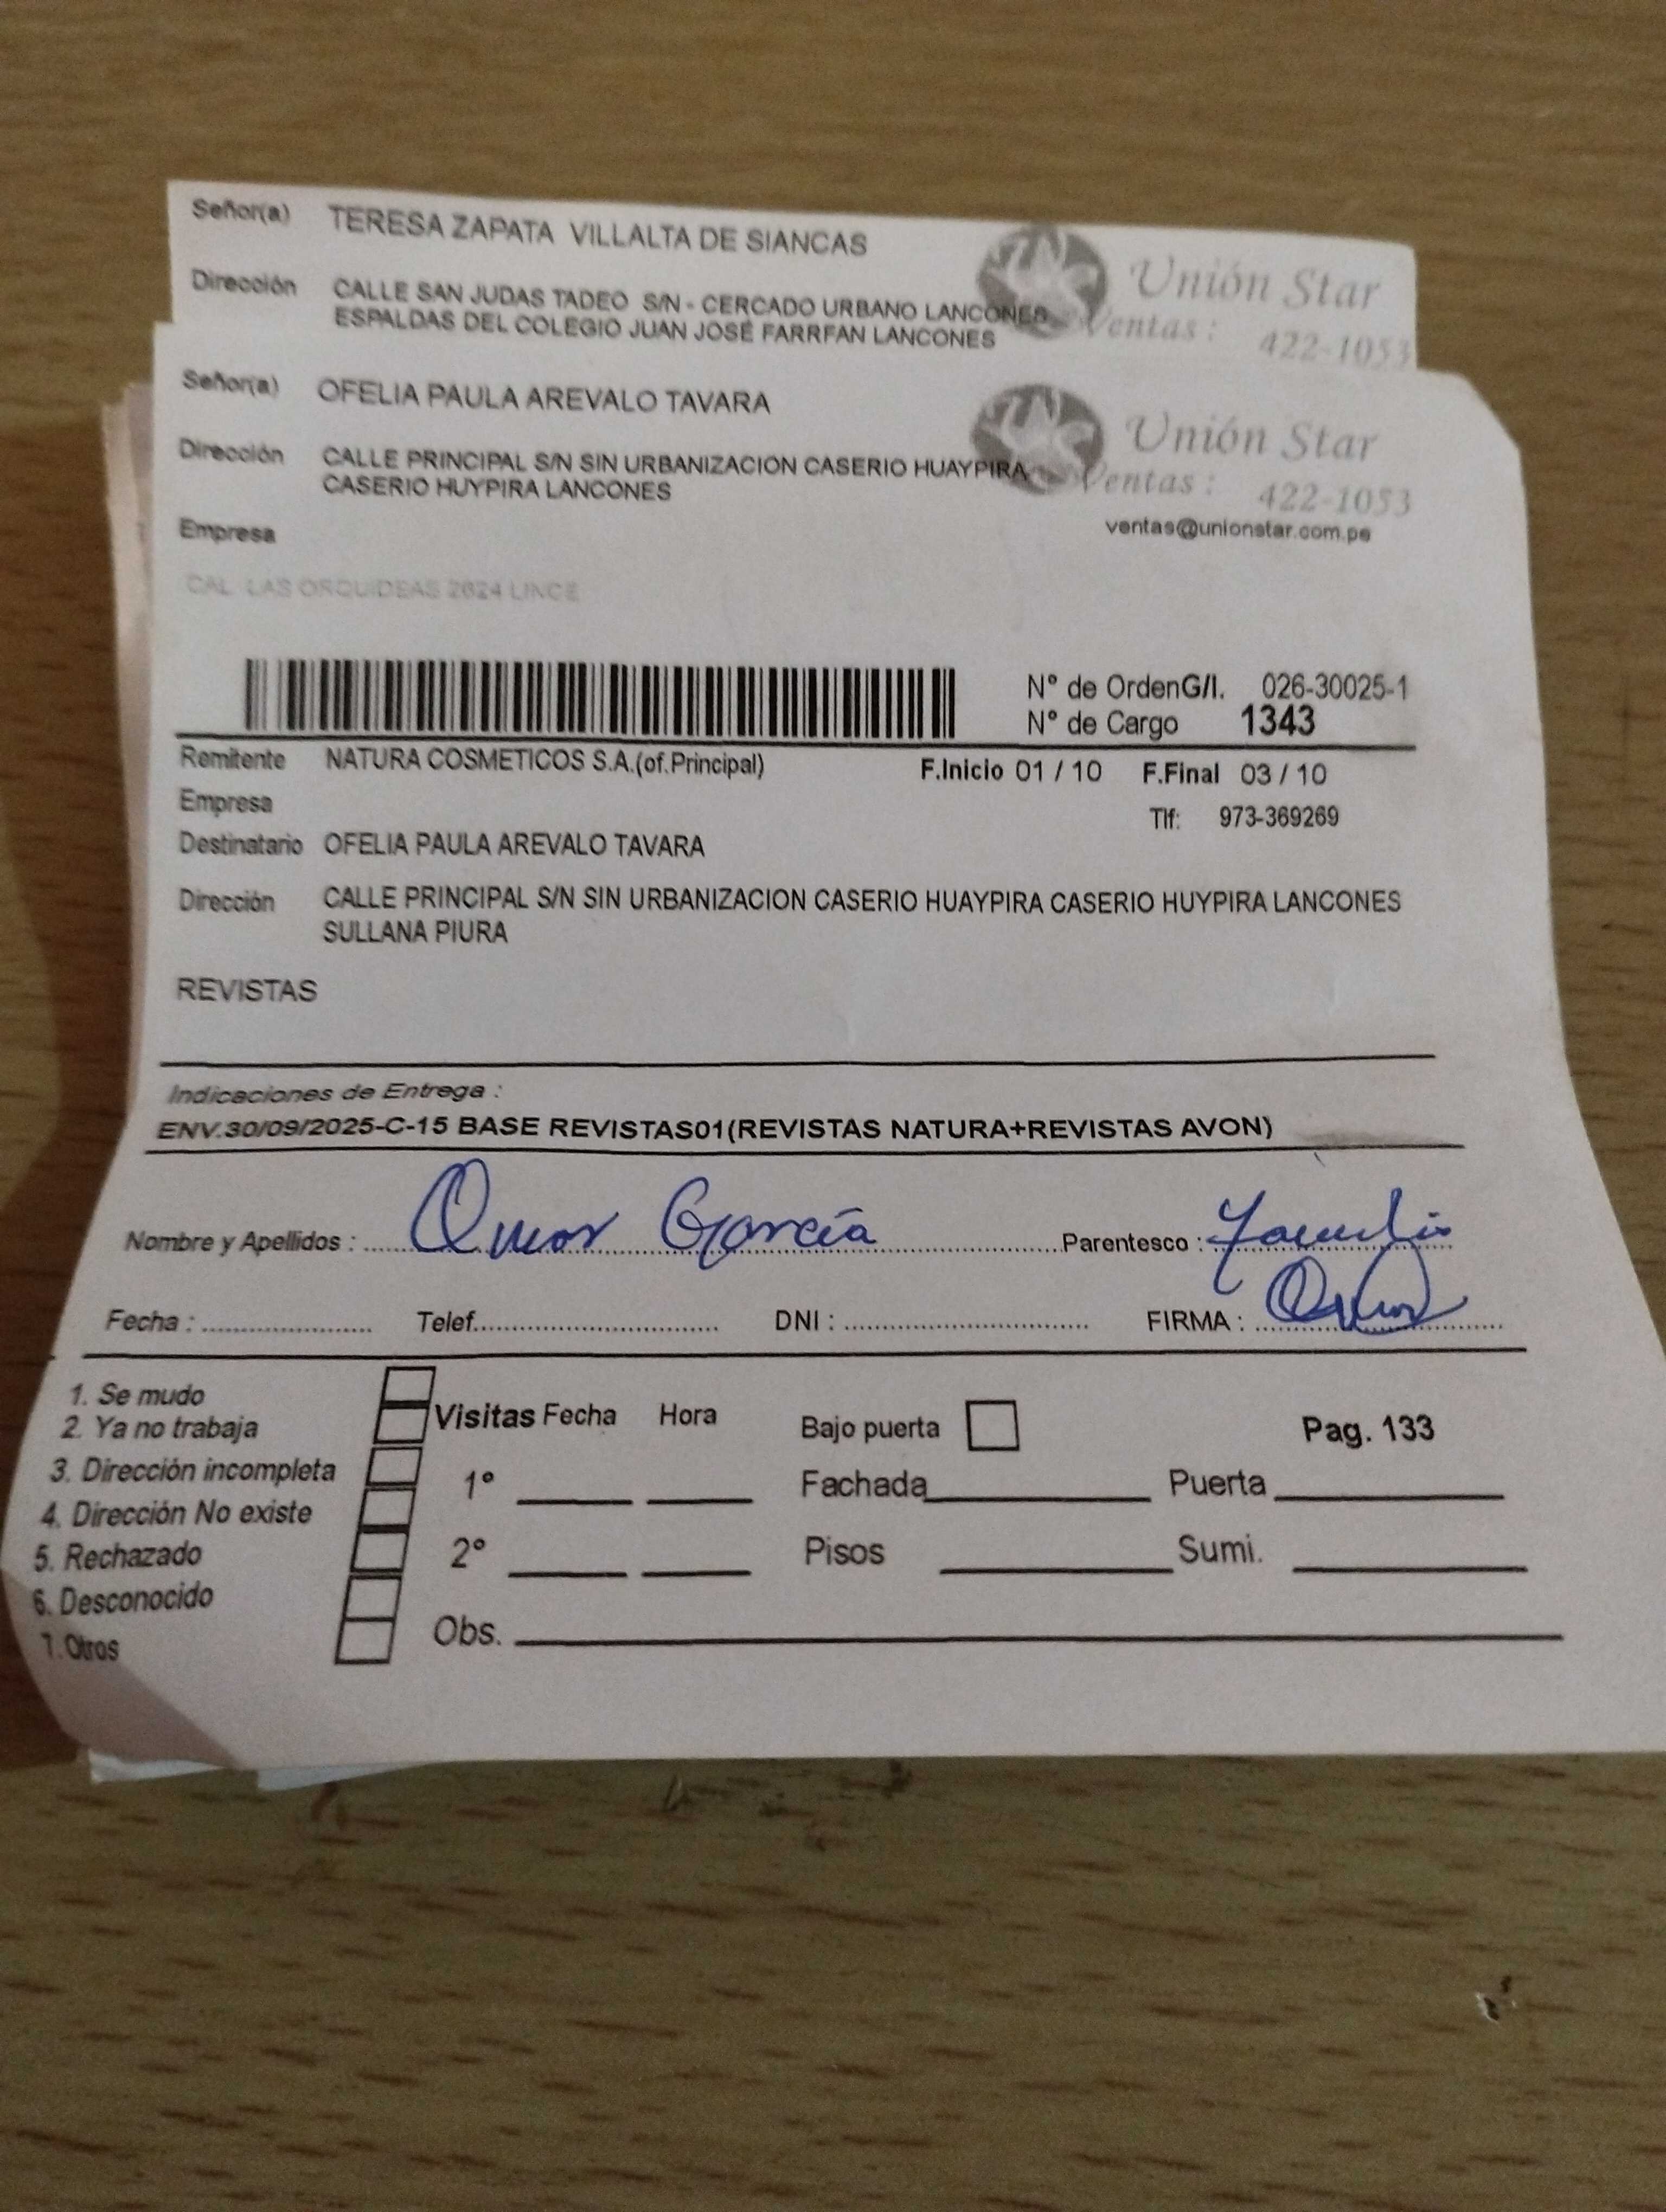 Señor(a) TERESA ZAPATA VILLALTA DE SIANCAS
Unión Star
Dirección CALLE SAN JUDAS TADEO S/N - CERCADO URBANO LANCONES
ESPALDAS DEL COLEGIO JUAN JOSÉ FARRFAN LANCONES
Ventas : 422-1053
Señor(a) OFELIA PAULA AREVALO TAVARA
Unión Star
Dirección CALLE PRINCIPAL S/N SIN URBANIZACION CASERIO HUAYPIRA
CASERIO HUYPIRA LANCONES
Ventas : 422-1053
Empresa ventas@unionstar.com.pe
CAL. LAS ORQUIDEAS 2624 LINCE
Nº de OrdenG/I. 026-30025-1
Nº de Cargo 1343
Remitente NATURA COSMETICOS S.A.(of.Principal) F.Inicio 01 / 10 F.Final 03 / 10
Empresa Tlf: 973-369269
Destinatario OFELIA PAULA AREVALO TAVARA
Dirección CALLE PRINCIPAL S/N SIN URBANIZACION CASERIO HUAYPIRA CASERIO HUYPIRA LANCONES
SULLANA PIURA
REVISTAS
Indicaciones de Entrega :
ENV.30/09/2025-C-15 BASE REVISTAS01(REVISTAS NATURA+REVISTAS AVON)
Nombre y Apellidos : Omar García Parentesco : Familia
Fecha : Telef. DNI : FIRMA : Omar
1. Se mudo
2. Ya no trabaja Visitas Fecha Hora Bajo puerta Pag. 133
3. Dirección incompleta 1º Fachada Puerta
4. Dirección No existe
5. Rechazado 2º Pisos Sumi.
6. Desconocido
7. Otros Obs.